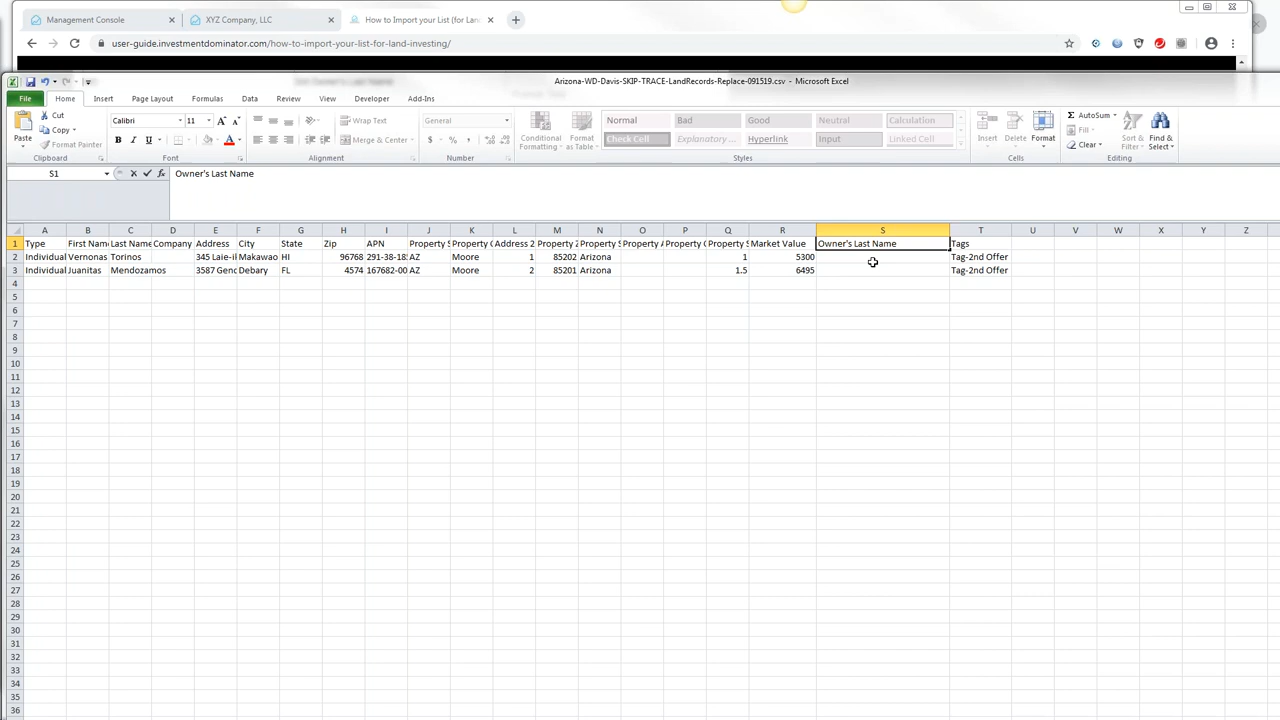 Management Console
XYZ Company, LLC
How to Import your List (for Lan
user-guide.investmentdominator.com/how-to-import-your-list-for-land-investing/
Arizona-WD-Davis-SKIP-TRACE-LandRecords-Replace-091519.csv - Microsoft Excel
File Home Insert Page Layout Formulas Data Review View Developer Add-Ins
Paste
Cut
Copy
Format Painter
Clipboard
Calibri 11
B I U
Font
Wrap Text
Merge & Center
Alignment
General
$ % ,
Number
Conditional Formatting
Format as Table
Normal Bad Good Neutral Calculation
Check Cell Explanatory... Hyperlink Input Linked Cell
Styles
Insert Delete Format
Cells
AutoSum
Fill
Clear
Sort & Filter
Find & Select
Editing
S1 fx Owner's Last Name
A B C D E F G H I J K L M N O P Q R S T U V W X Y Z
1 Type First Nam Last Name Company Address City State Zip APN Property S Property C Address 2 Property Z Property S Property A Property C Property S Market Value Owner's Last Name Tags
2 Individual Vernonas Torinos 345 Laie-i Makawao HI 96768 291-38-18 AZ Moore 1 85202 Arizona 1 5300 Tag-2nd Offer
3 Individual Juanitas Mendozamos 3587 Geno Debary FL 4574 167682-00 AZ Moore 2 85201 Arizona 1.5 6495 Tag-2nd Offer
4
5
6
7
8
9
10
11
12
13
14
15
16
17
18
19
20
21
22
23
24
25
26
27
28
29
30
31
32
33
34
35
36